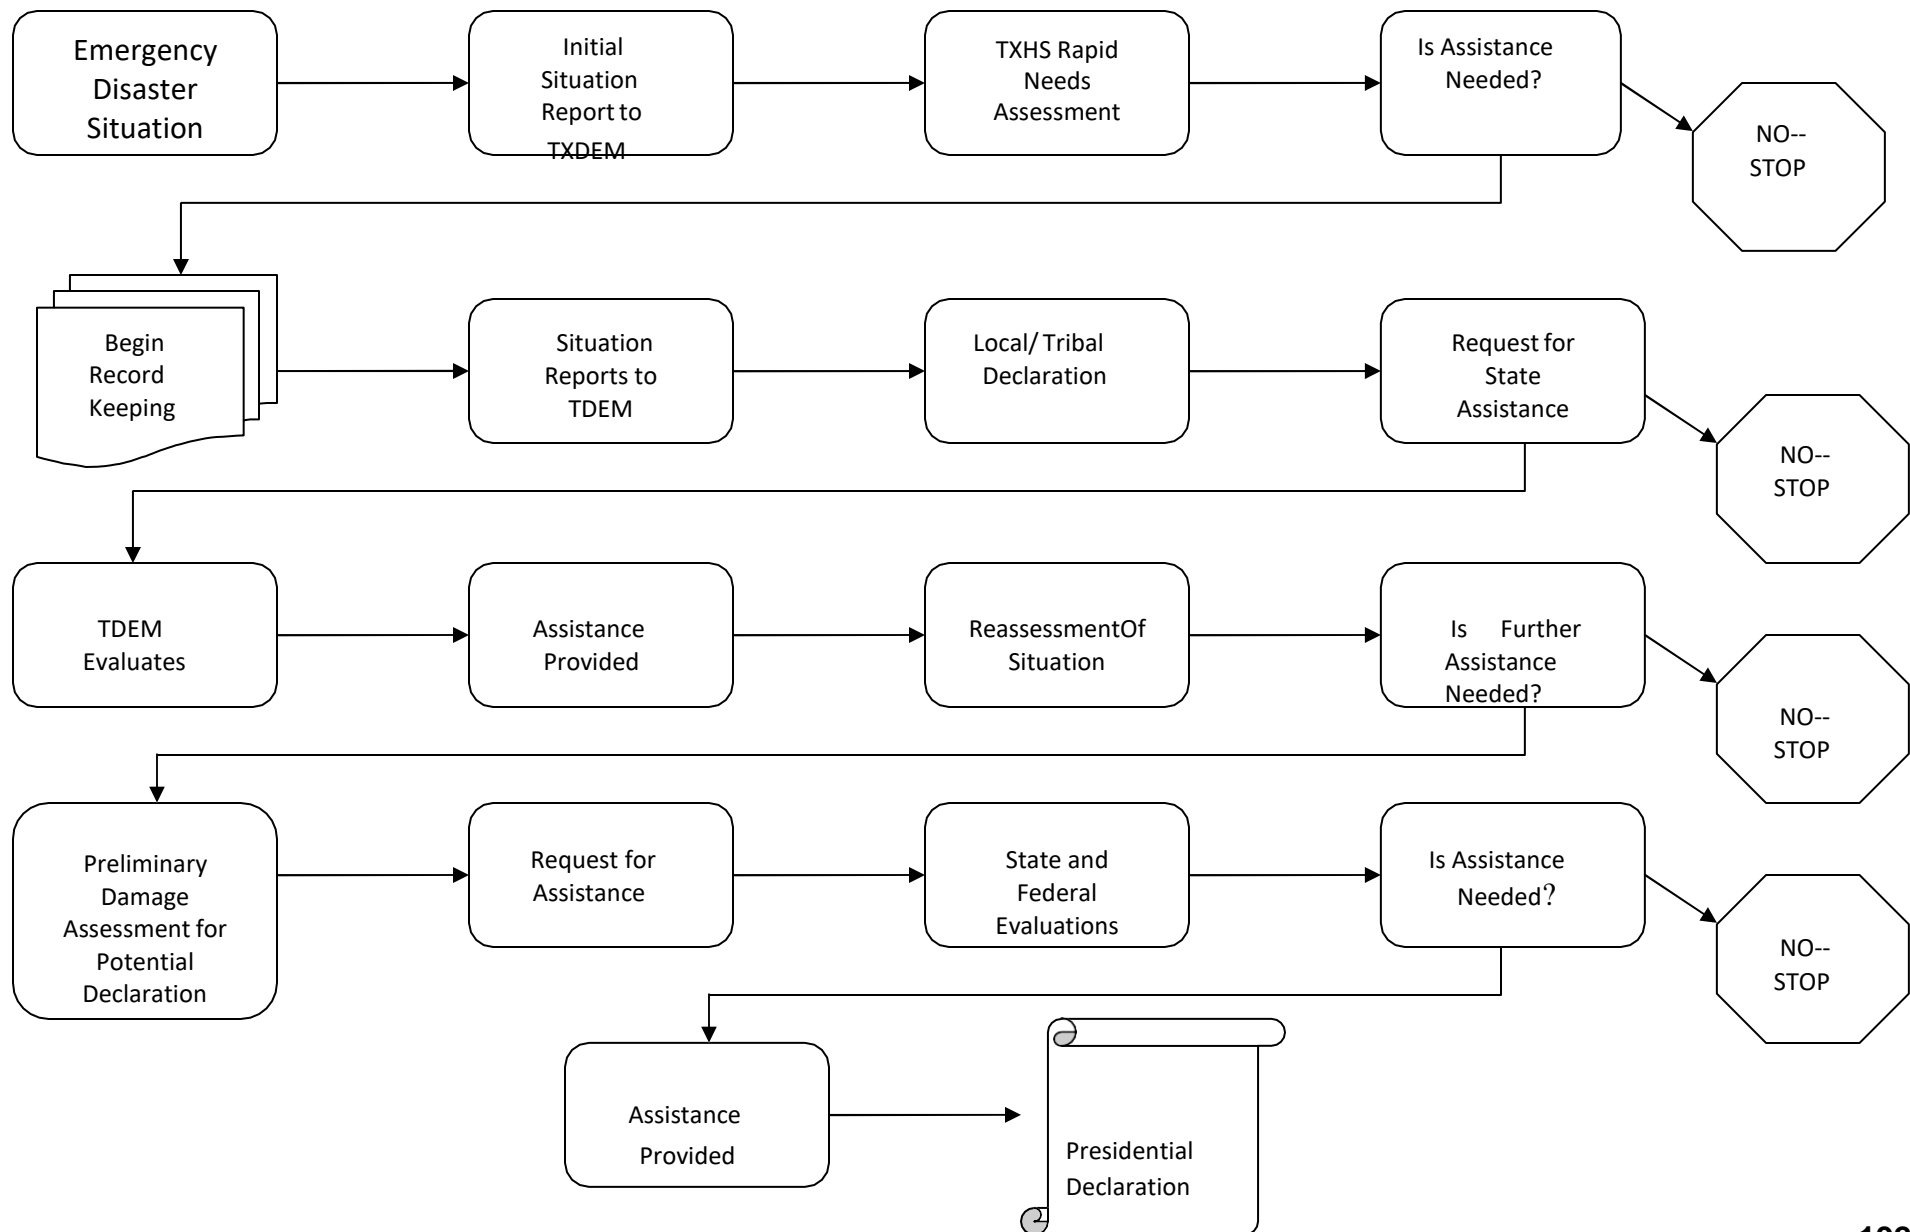 Emergency
Disaster
Situation
Initial
Situation
Report to
TXDEM
TXHS Rapid
Needs
Assessment
Is Assistance
Needed?
NO--
STOP
Begin
Record
Keeping
Situation
Reports to
TDEM
Local/ Tribal
Declaration
Request for
State
Assistance
NO--
STOP
TDEM
Evaluates
Assistance
Provided
ReassessmentOf
Situation
Is Further
Assistance
Needed?
NO--
STOP
Preliminary
Damage
Assessment for
Potential
Declaration
Request for
Assistance
State and
Federal
Evaluations
Is Assistance
Needed?
NO--
STOP
Assistance
Provided
Presidential
Declaration